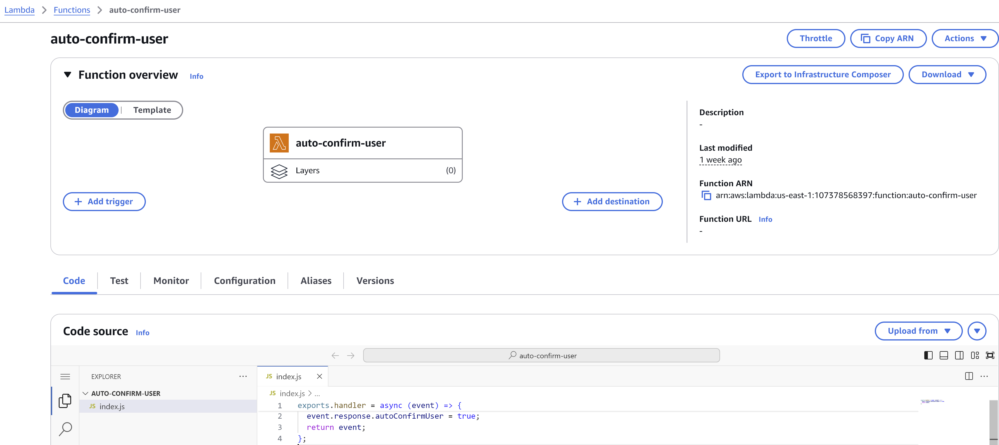 Lambda > Functions > auto-confirm-user
auto-confirm-user
Throttle Copy ARN Actions
Function overview Info
Export to Infrastructure Composer Download
Diagram | Template
auto-confirm-user
Layers (0)
+ Add trigger
+ Add destination
Description
-
Last modified
1 week ago
Function ARN
arn:aws:lambda:us-east-1:107378568397:function:auto-confirm-user
Function URL Info
-
Code Test Monitor Configuration Aliases Versions
Code source Info
Upload from
auto-confirm-user
EXPLORER ...
AUTO-CONFIRM-USER
JS index.js
JS index.js
JS index.js > ...
1 exports.handler = async (event) => {
2 event.response.autoConfirmUser = true;
3 return event;
4 };